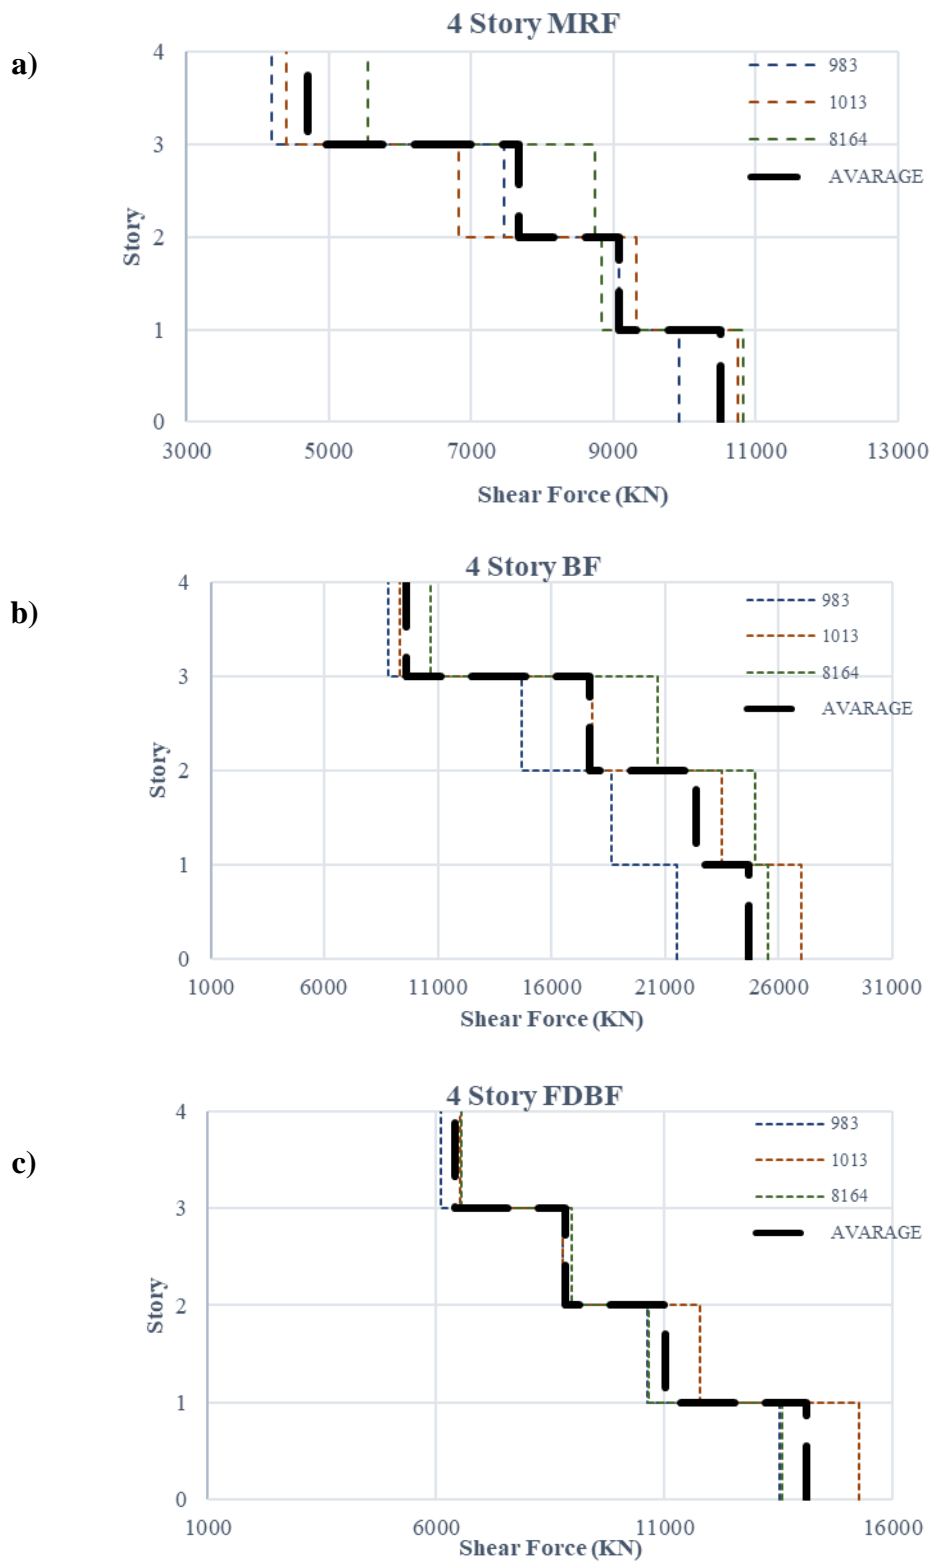 4 Story MRF
a)
4
3
2
1
0
Story
983
1013
8164
AVARAGE
3000 5000 7000 9000 11000 13000
Shear Force (KN)
4 Story BF
b)
4
3
2
1
0
Story
983
1013
8164
AVARAGE
1000 6000 11000 16000 21000 26000 31000
Shear Force (KN)
4 Story FDBF
c)
4
3
2
1
0
Story
983
1013
8164
AVARAGE
1000 6000 11000 16000
Shear Force (KN)